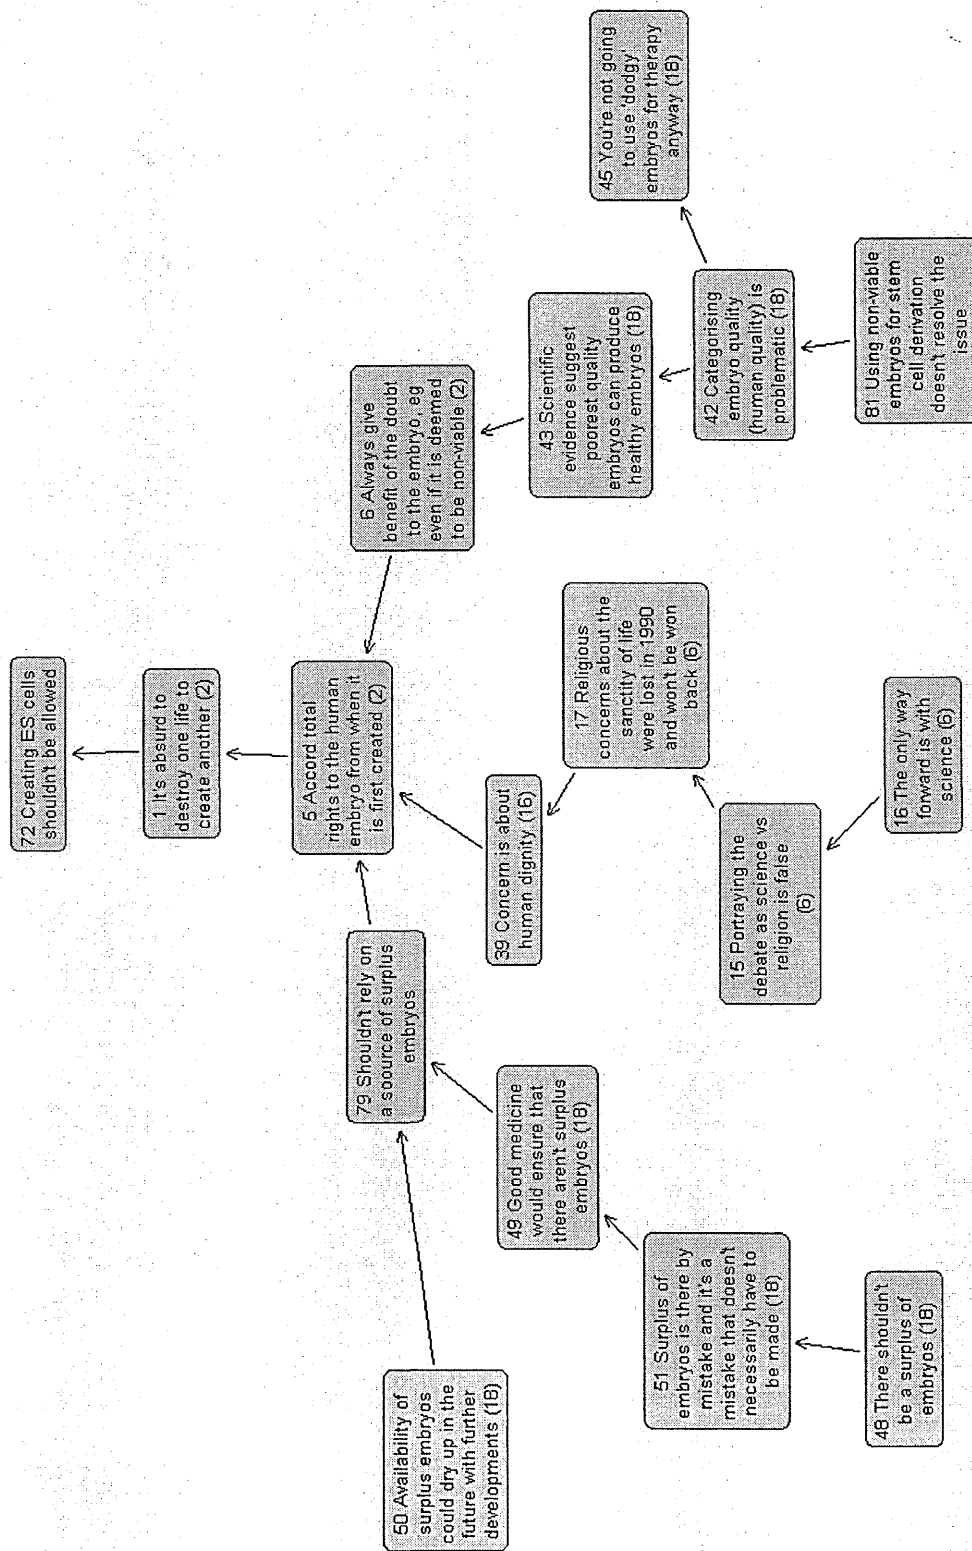 72 Creating ES cells
shouldn't be allowed
1 It's absurd to
destroy one life to
create another (2)
5 Accord total
rights to the human
embryo from when it
is first created (2)
79 Shouldn't rely on
a soource of surplus
embryos
6 Always give
benefit of the doubt
to the embryo, eg
even if it is deemed
to be non-viable (2)
50 Availability of
surplus embryos
could dry up in the
future with further
developments (18)
49 Good medicine
would ensure that
there aren't surplus
embryos (18)
39 Concern is about
human dignity (16)
17 Religious
concerns about the
sanctity of life
were lost in 1990
and won't be won
back (6)
43 Scientific
evidence suggest
poorest quality
embryos can produce
healthy embryos (18)
45 You're not going
to use 'dodgy'
embryos for therapy
anyway (18)
51 Surplus of
embryos is there by
mistake and it's a
mistake that doesn't
necessarily have to
be made (18)
15 Portraying the
debate as science vs
religion is false
(6)
42 Categorising
embryo quality
(human quality) is
problematic (18)
48 There shouldn't
be a surplus of
embryos (18)
16 The only way
forward is with
science (6)
81 Using non-viable
embryos for stem
cell derivation
doesn't resolve the
issue